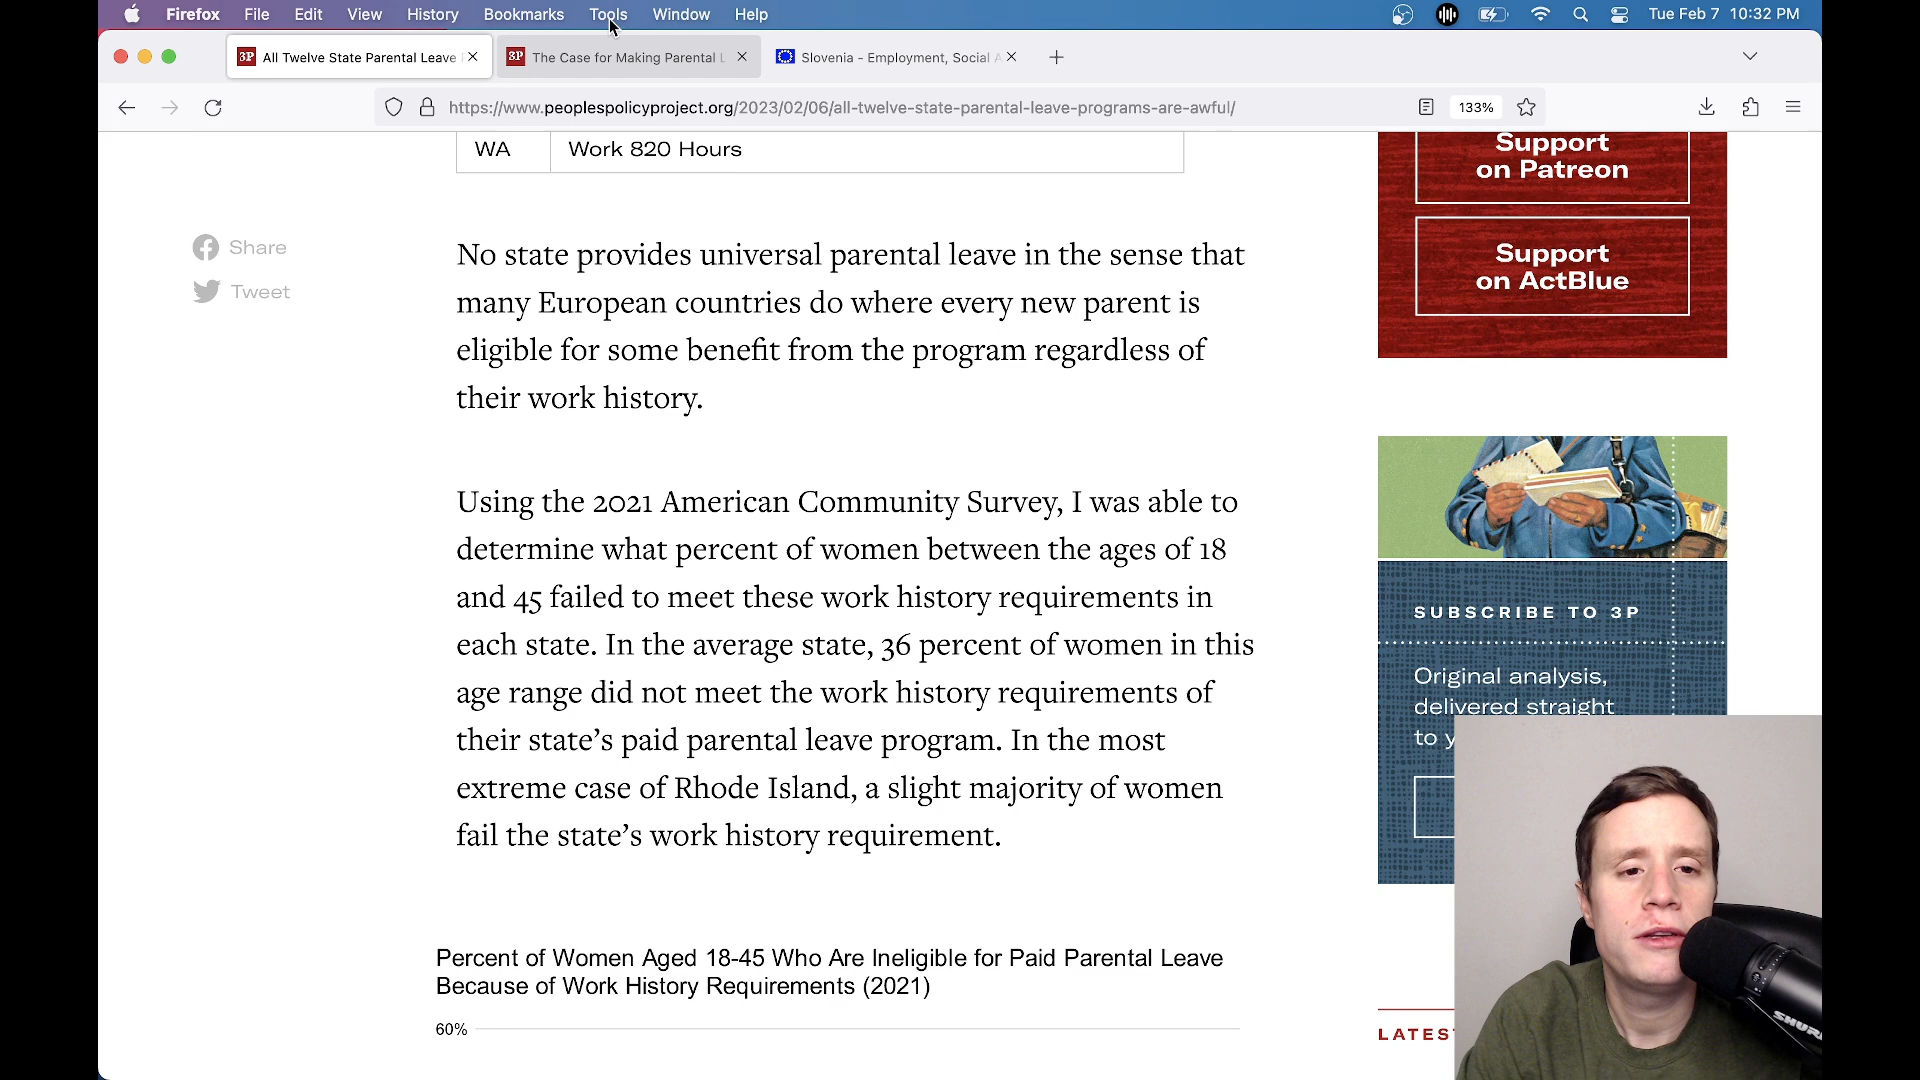 Firefox File Edit View History Bookmarks Tools Window Help Tue Feb 7 10:32 PM
3P All Twelve State Parental Leave 3P The Case for Making Parental L Slovenia - Employment, Social A
https://www.peoplespolicyproject.org/2023/02/06/all-twelve-state-parental-leave-programs-are-awful/ 133%
WA Work 820 Hours
Share
Tweet
No state provides universal parental leave in the sense that
many European countries do where every new parent is
eligible for some benefit from the program regardless of
their work history.
Using the 2021 American Community Survey, I was able to
determine what percent of women between the ages of 18
and 45 failed to meet these work history requirements in
each state. In the average state, 36 percent of women in this
age range did not meet the work history requirements of
their state's paid parental leave program. In the most
extreme case of Rhode Island, a slight majority of women
fail the state's work history requirement.
Percent of Women Aged 18-45 Who Are Ineligible for Paid Parental Leave
Because of Work History Requirements (2021)
60%
Support
on Patreon
Support
on ActBlue
SUBSCRIBE TO 3P
Original analysis,
delivered straight
to y
LATES
SHUR